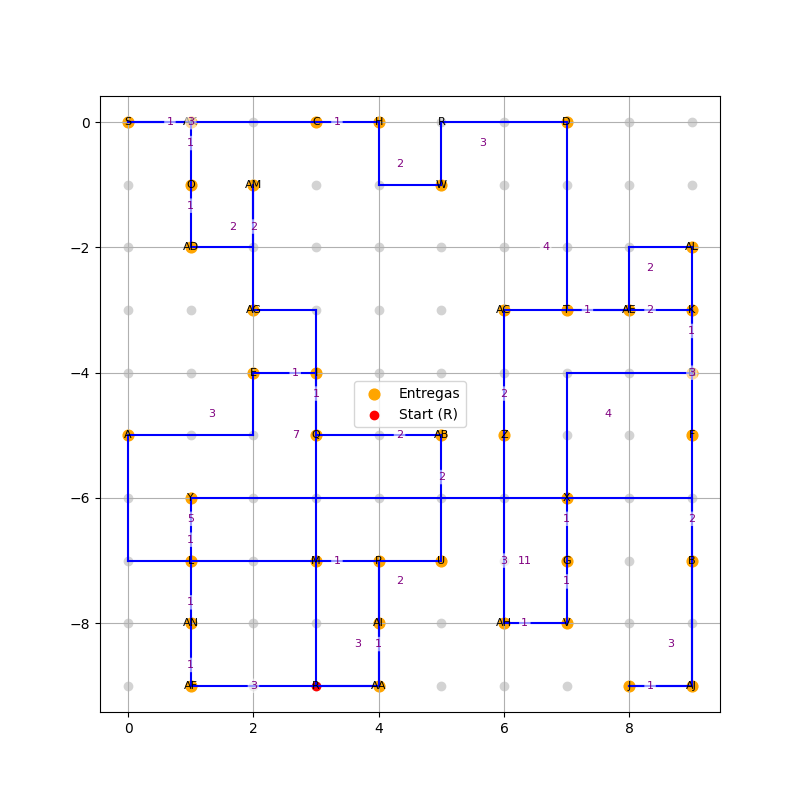 0
S 1 3 C 1 H R D
1 2 3
O AM W
1 2 2 4
−2 AD AL
2
AG T 1 AE 2 K
1
−4 E 1 3
1 2
Entregas
Start (R)
3 4
A 7 Q 2 AB Z F
2
−6 Y X
5 1 2
1
L M 1 P U 3 11 G B
2 1
1
−8 AN AI AH 1 V
3 1 3
1
AF 3 AA 1 AJ
0 2 4 6 8